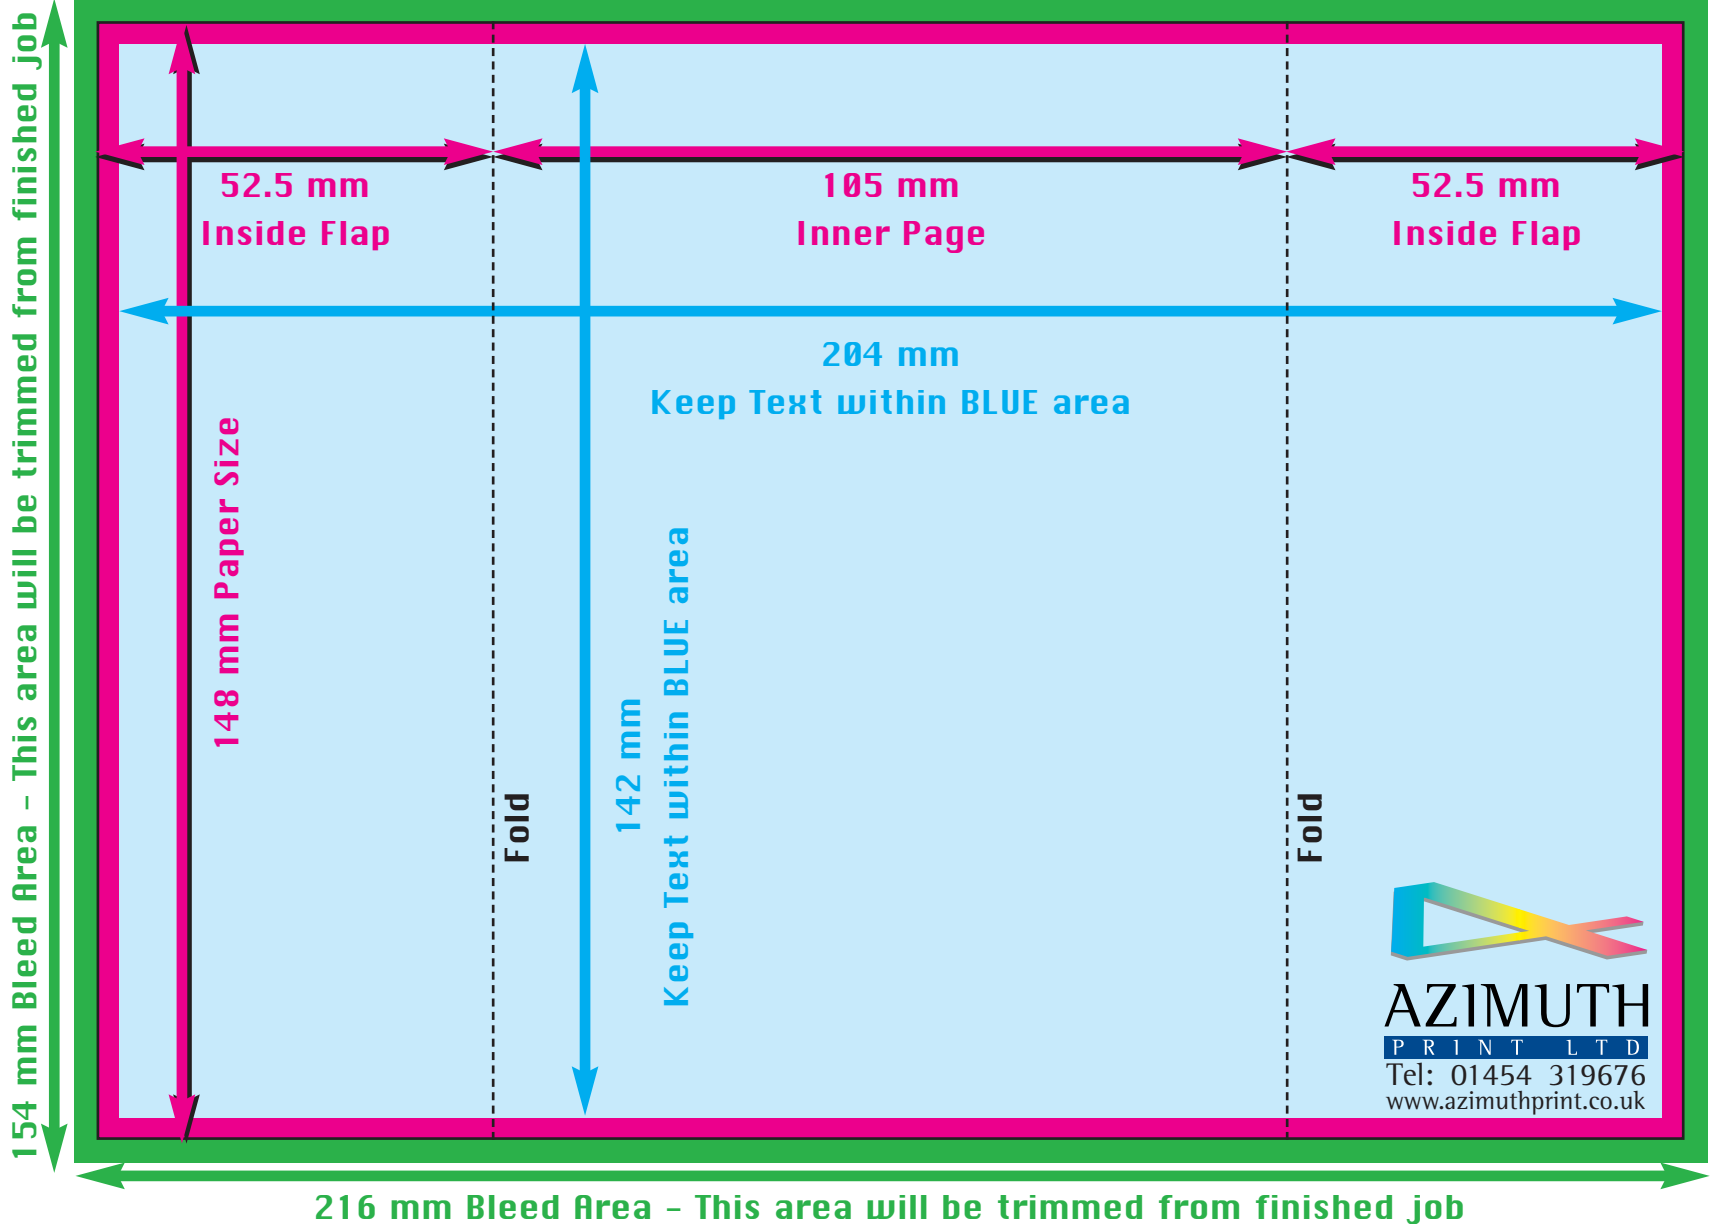 154 mm Bleed Area - This area will be trimmed from finished job
52.5 mm
Inside Flap
105 mm
Inner Page
52.5 mm
Inside Flap
204 mm
Keep Text within BLUE area
148 mm Paper Size
142 mm
Keep Text within BLUE area
Fold
Fold
AZIMUTH
PRINT LTD
Tel: 01454 319676
www.azimuthprint.co.uk
216 mm Bleed Area - This area will be trimmed from finished job